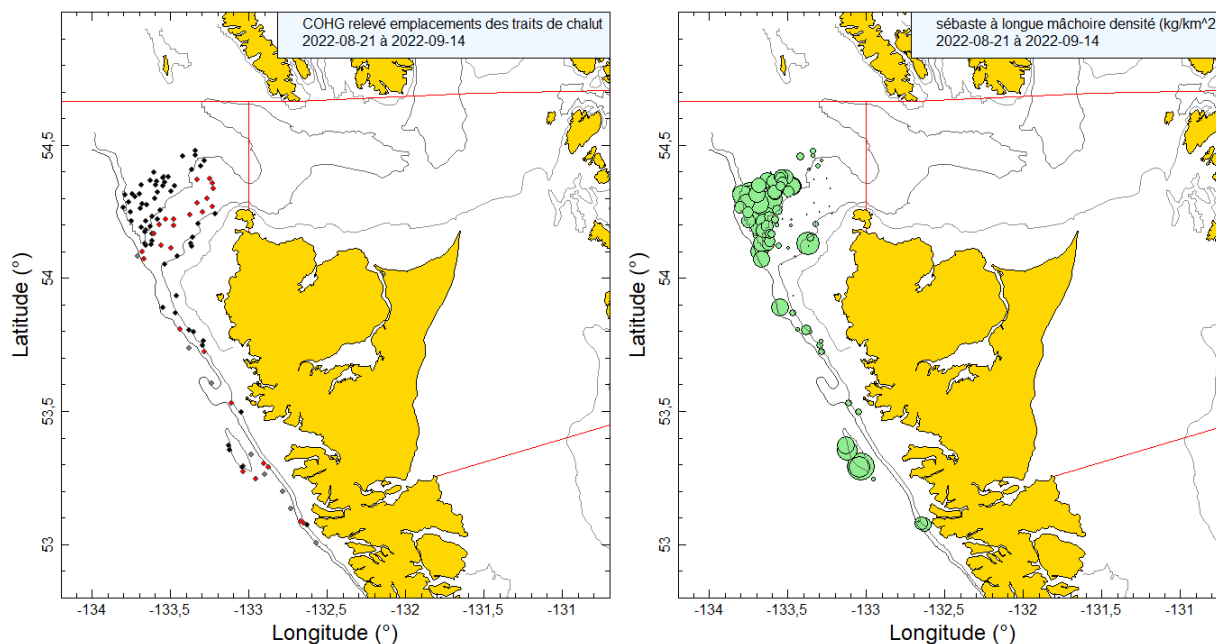 COHG relevé emplacements des traits de chalut
2022-08-21 à 2022-09-14
54,5
54
53,5
53
Latitude (°)
-134
-133,5
-133
-132,5
-132
-131,5
-131
Longitude (°)
sébaste à longue mâchoire densité (kg/km^2
2022-08-21 à 2022-09-14
54,5
54
53,5
53
Latitude (°)
-134
-133,5
-133
-132,5
-132
-131,5
-131
Longitude (°)